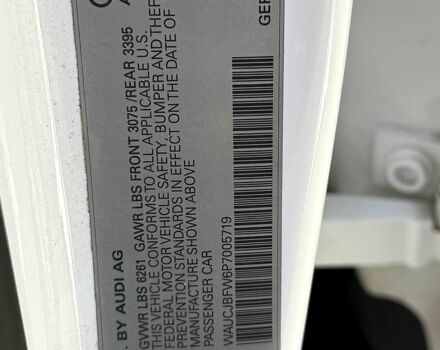 . BY AUDI AG
GVWR LBS 6261 GAWR LBS FRONT 3075 /REAR 3395
THIS VEHICLE CONFORMS TO ALL APPLICABLE U.S.
FEDERAL MOTOR VEHICLE SAFETY, BUMPER AND THEFT
PREVENTION STANDARDS IN EFFECT ON THE DATE OF
MANUFACTURE SHOWN ABOVE
PASSENGER CAR
WAUCJBFW6P7005719
GER